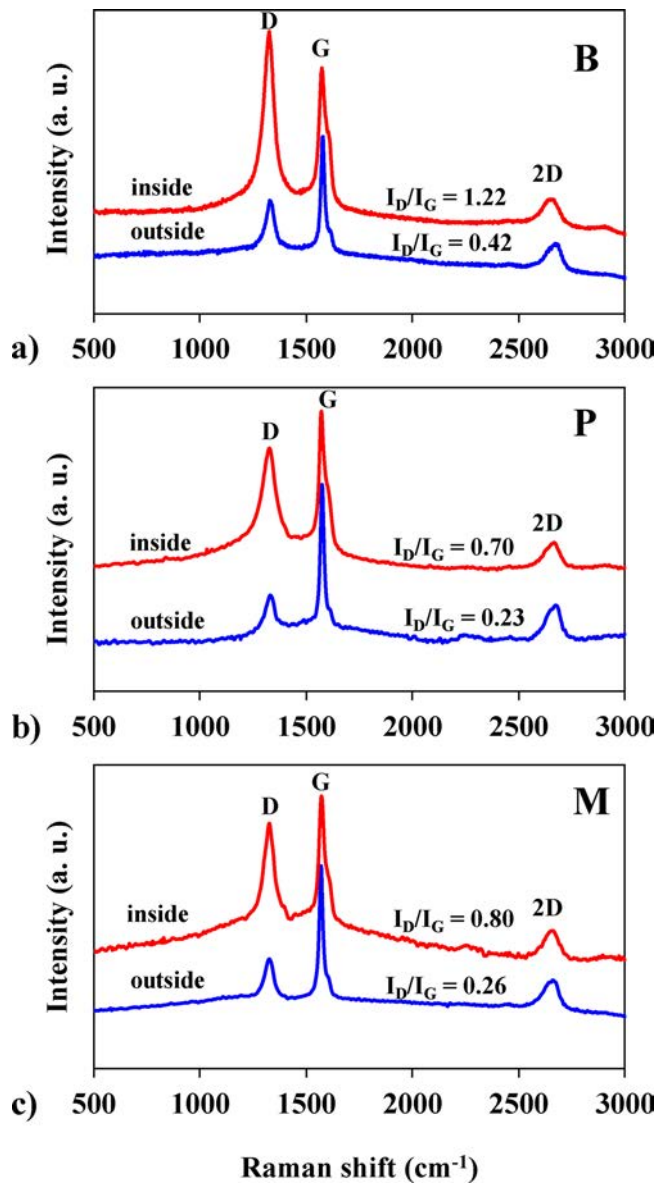 D
G
B
Intensity (a. u.)
inside
I_D/I_G = 1.22
2D
outside
I_D/I_G = 0.42
a)
500 1000 1500 2000 2500 3000
G
D
P
Intensity (a. u.)
2D
inside
I_D/I_G = 0.70
outside
I_D/I_G = 0.23
b)
500 1000 1500 2000 2500 3000
G
D
M
Intensity (a. u.)
inside
I_D/I_G = 0.80
2D
outside
I_D/I_G = 0.26
c)
500 1000 1500 2000 2500 3000
Raman shift (cm⁻¹)